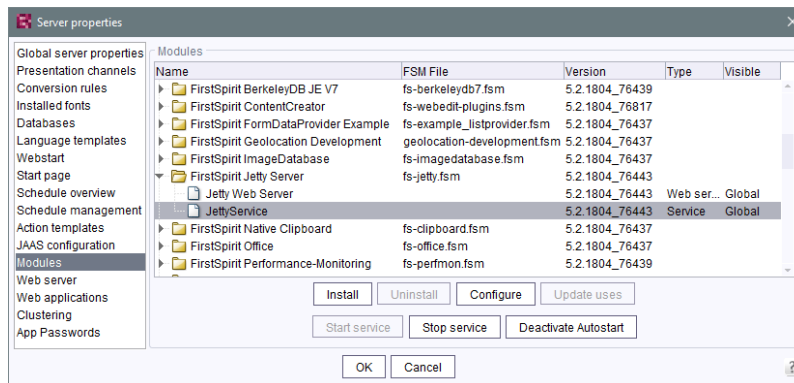 Server properties
Global server properties
Presentation channels
Conversion rules
Installed fonts
Databases
Language templates
Webstart
Start page
Schedule overview
Schedule management
Action templates
JAAS configuration
Modules
Web server
Web applications
Clustering
App Passwords
Modules
Name FSM File Version Type Visible
FirstSpirit BerkeleyDB JE V7 fs-berkeleydb7.fsm 5.2.1804_76439
FirstSpirit ContentCreator fs-webedit-plugins.fsm 5.2.1804_76817
FirstSpirit FormDataProvider Example fs-example_listprovider.fsm 5.2.1804_76437
FirstSpirit Geolocation Development geolocation-development.fsm 5.2.1804_76437
FirstSpirit ImageDatabase fs-imagedatabase.fsm 5.2.1804_76437
FirstSpirit Jetty Server fs-jetty.fsm 5.2.1804_76443
Jetty Web Server 5.2.1804_76443 Web ser... Global
JettyService 5.2.1804_76443 Service Global
FirstSpirit Native Clipboard fs-clipboard.fsm 5.2.1804_76437
FirstSpirit Office fs-office.fsm 5.2.1804_76437
FirstSpirit Performance-Monitoring fs-perfmon.fsm 5.2.1804_76439
Install Uninstall Configure Update uses
Start service Stop service Deactivate Autostart
OK Cancel
?